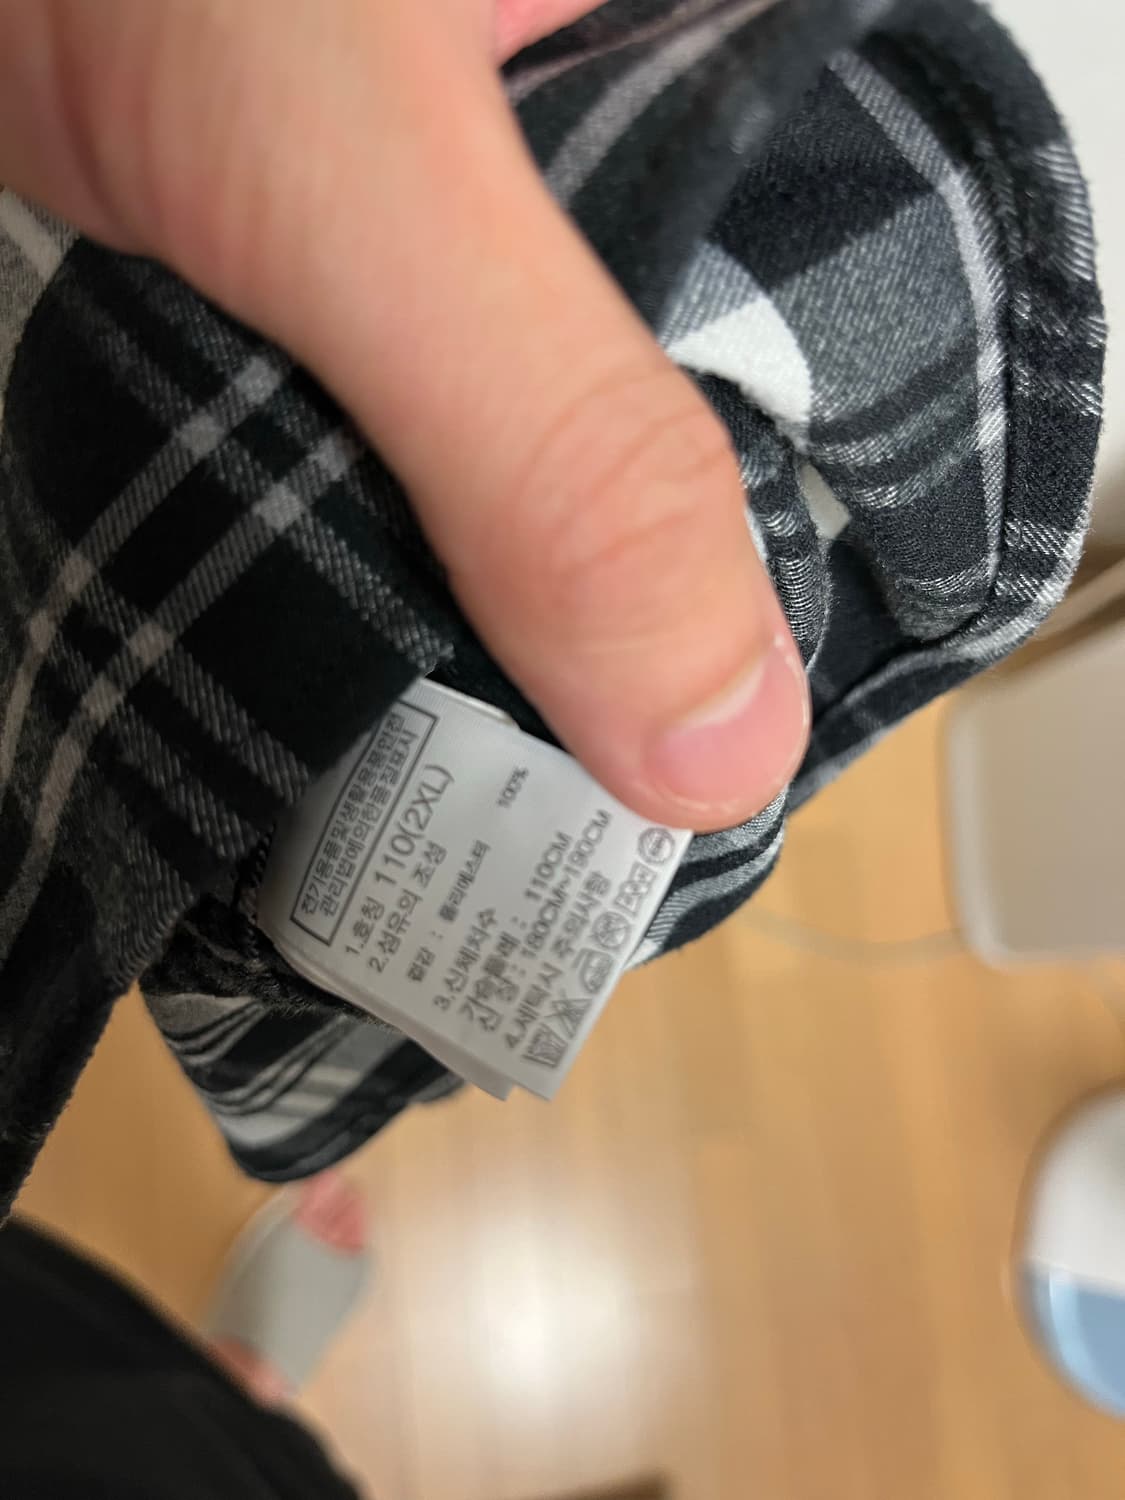 전기용품및생활용품안전
관리법에의한품질표시
1.호칭 110(2XL)
2.섬유의 조성
겉감 : 폴리에스터 100%
3.신체치수
가슴둘레 : 110CM
신 장 : 180CM~190CM
4.세탁시 주의사항